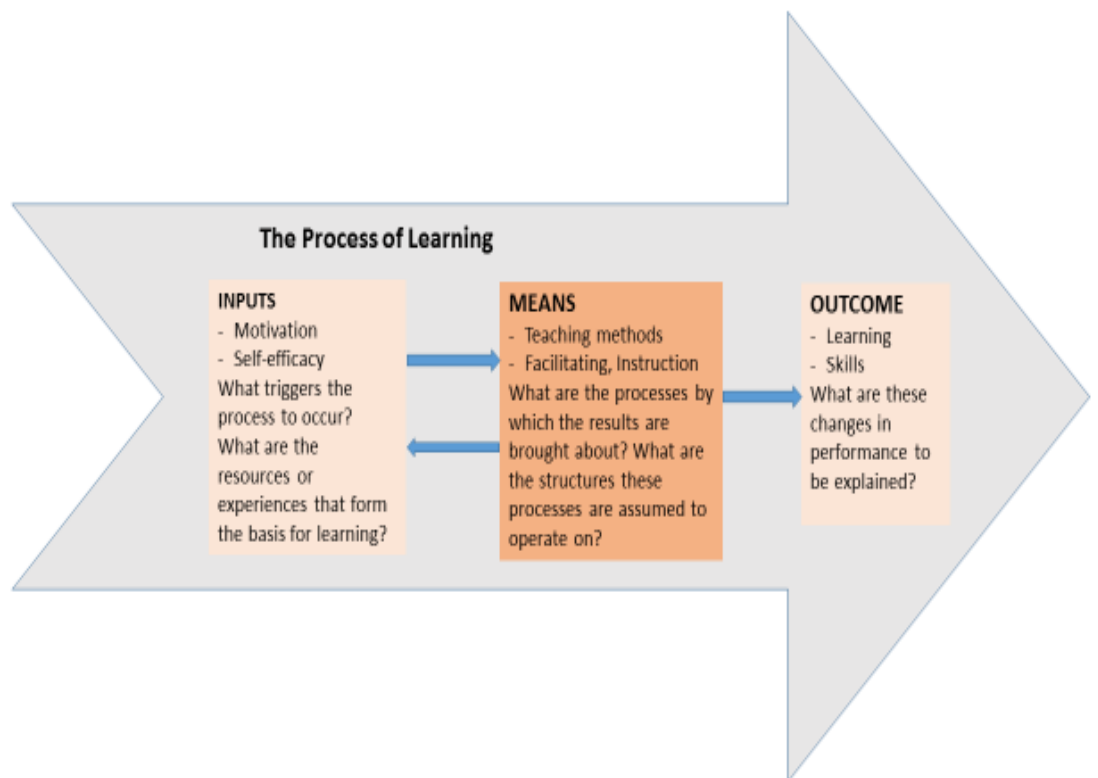 The Process of Learning
INPUTS
- Motivation
- Self-efficacy
What triggers the
process to occur?
What are the
resources or
experiences that form
the basis for learning?
MEANS
- Teaching methods
- Facilitating, Instruction
What are the processes by
which the results are
brought about? What are
the structures these
processes are assumed to
operate on?
OUTCOME
- Learning
- Skills
What are these
changes in
performance to
be explained?